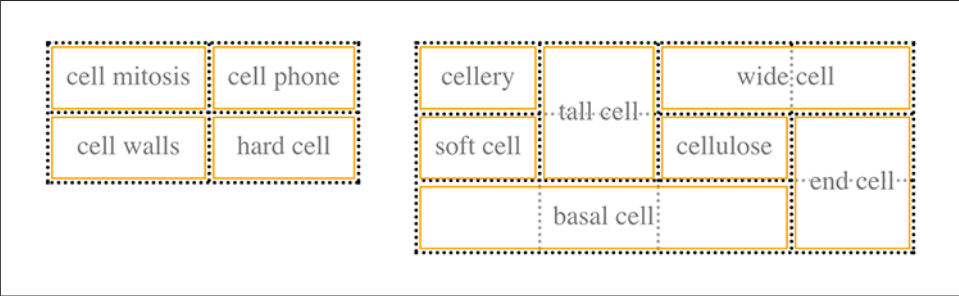 cell mitosis cell phone
cell walls hard cell
cellery tall cell wide cell
soft cell cellulose end cell
basal cell